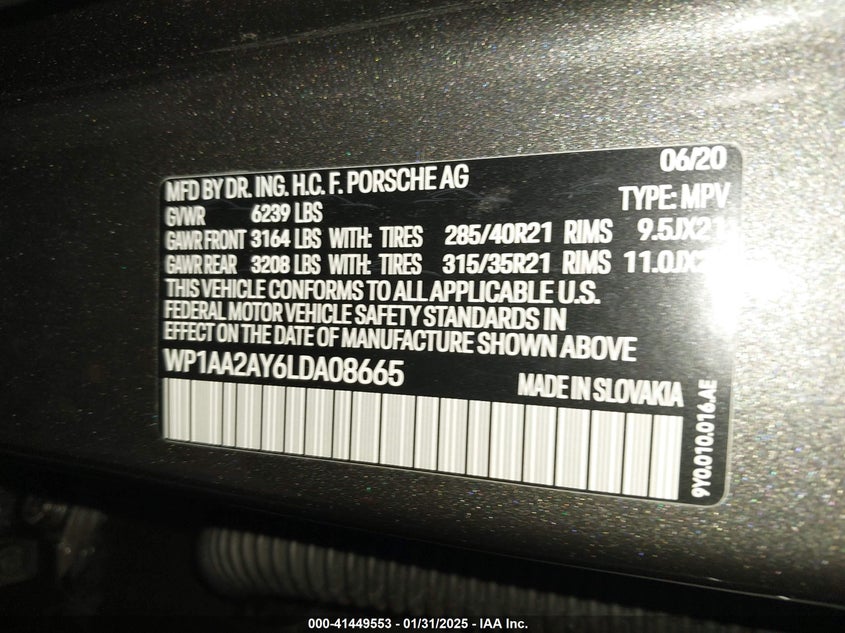 06/20
MFD BY DR. ING. H.C. F. PORSCHE AG
TYPE: MPV
GVWR 6239 LBS
GAWR FRONT 3164 LBS WITH: TIRES 285/40R21 RIMS 9.5JX21
GAWR REAR 3208 LBS WITH: TIRES 315/35R21 RIMS
THIS VEHICLE CONFORMS TO ALL APPLICABLE U.S.
FEDERAL MOTOR VEHICLE SAFETY STANDARDS IN
EFFECT ON THE DATE OF MANUFACTURE SHOWN ABOVE
WP1AA2AY6LDA08665
MADE IN SLOVAKIA
9Y0.010.016.AE
000-41449553 - 01/31/2025 - IAA Inc.